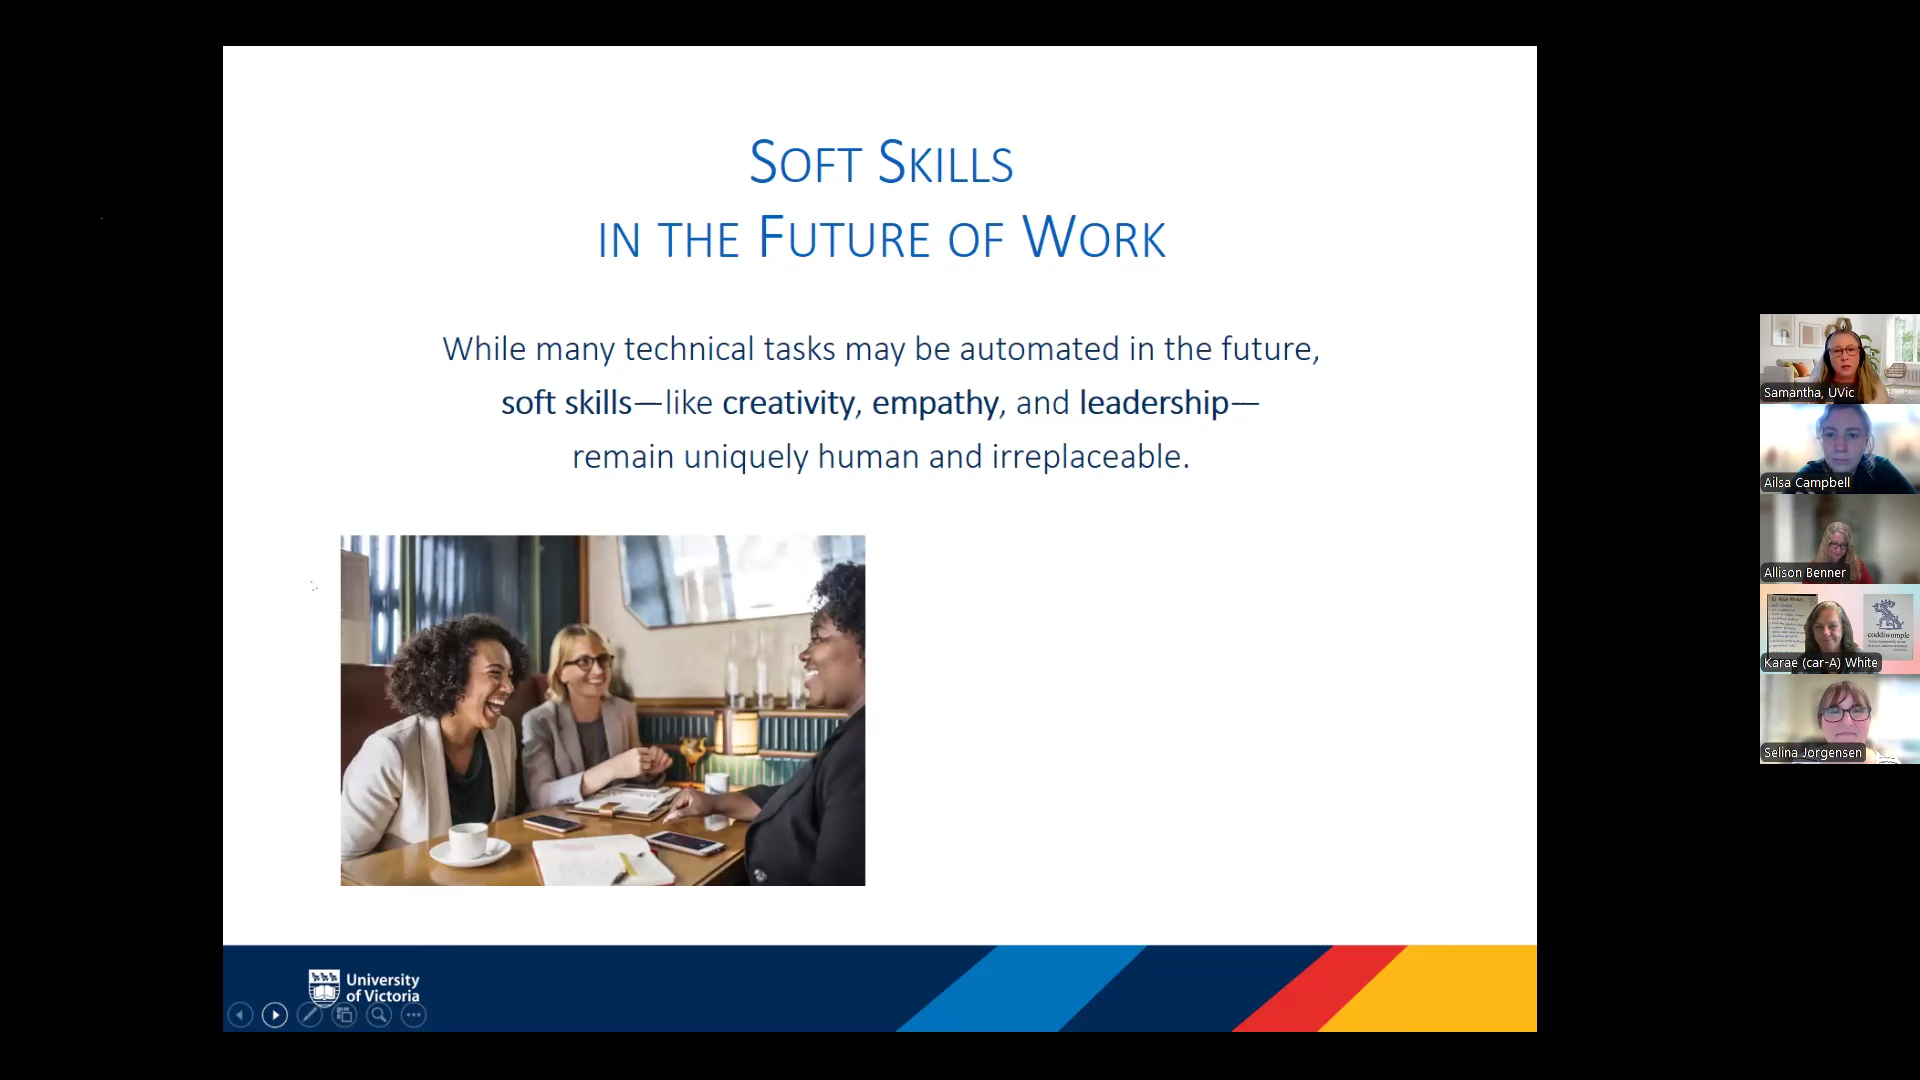 SOFT SKILLS
IN THE FUTURE OF WORK
While many technical tasks may be automated in the future,
soft skills—like creativity, empathy, and leadership—
remain uniquely human and irreplaceable.
University
of Victoria
Samantha, UVic
Ailsa Campbell
Allison Benner
coddiwomple
Karae (car-A) White
Selina Jorgensen